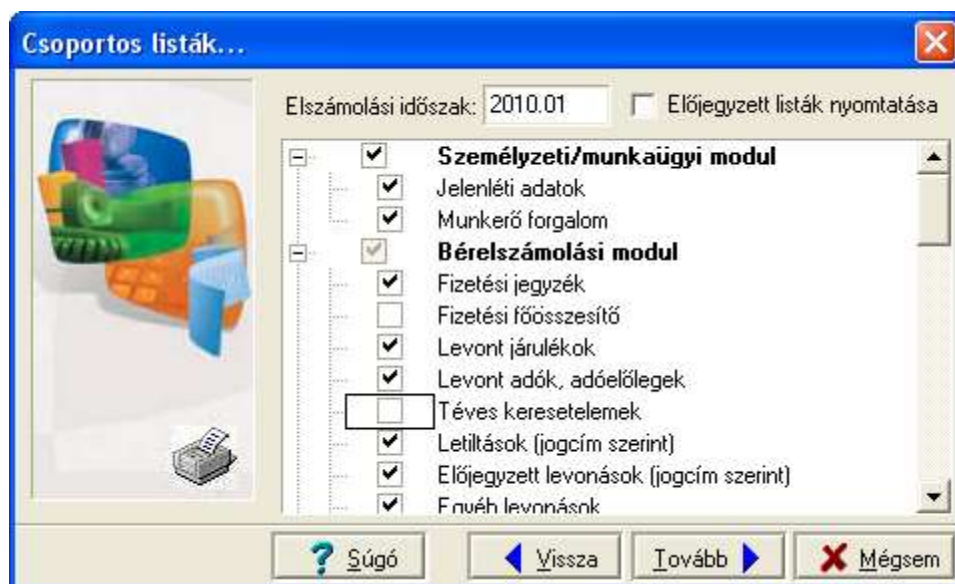 Csoportos listák...
Elszámolási időszak: 2010.01 Előjegyzett listák nyomtatása
Személyzeti/munkaügyi modul
Jelenléti adatok
Munkerő forgalom
Bérelszámolási modul
Fizetési jegyzék
Fizetési főösszesítő
Levont járulékok
Levont adók, adóelőlegek
Téves keresetelemek
Letiltások (jogcím szerint)
Előjegyzett levonások (jogcím szerint)
Egyéb levonások
Súgó Vissza Tovább Mégsem